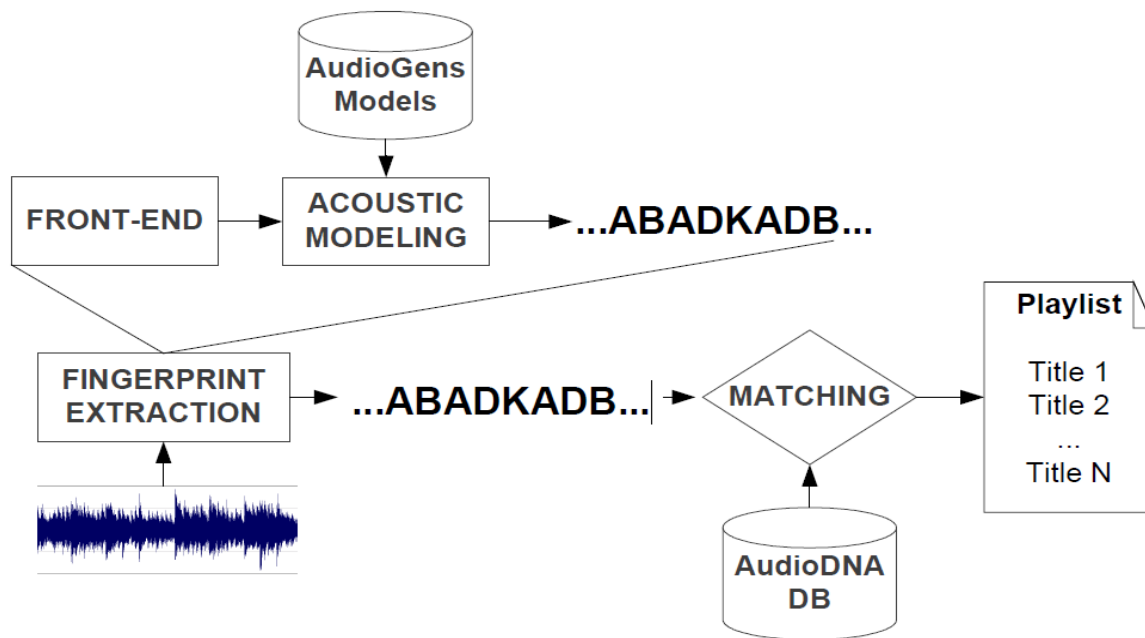 AudioGens
Models
FRONT-END
ACOUSTIC
MODELING
...ABADKADB...
FINGERPRINT
EXTRACTION
...ABADKADB...
MATCHING
AudioDNA
DB
Playlist
Title 1
Title 2
...
Title N